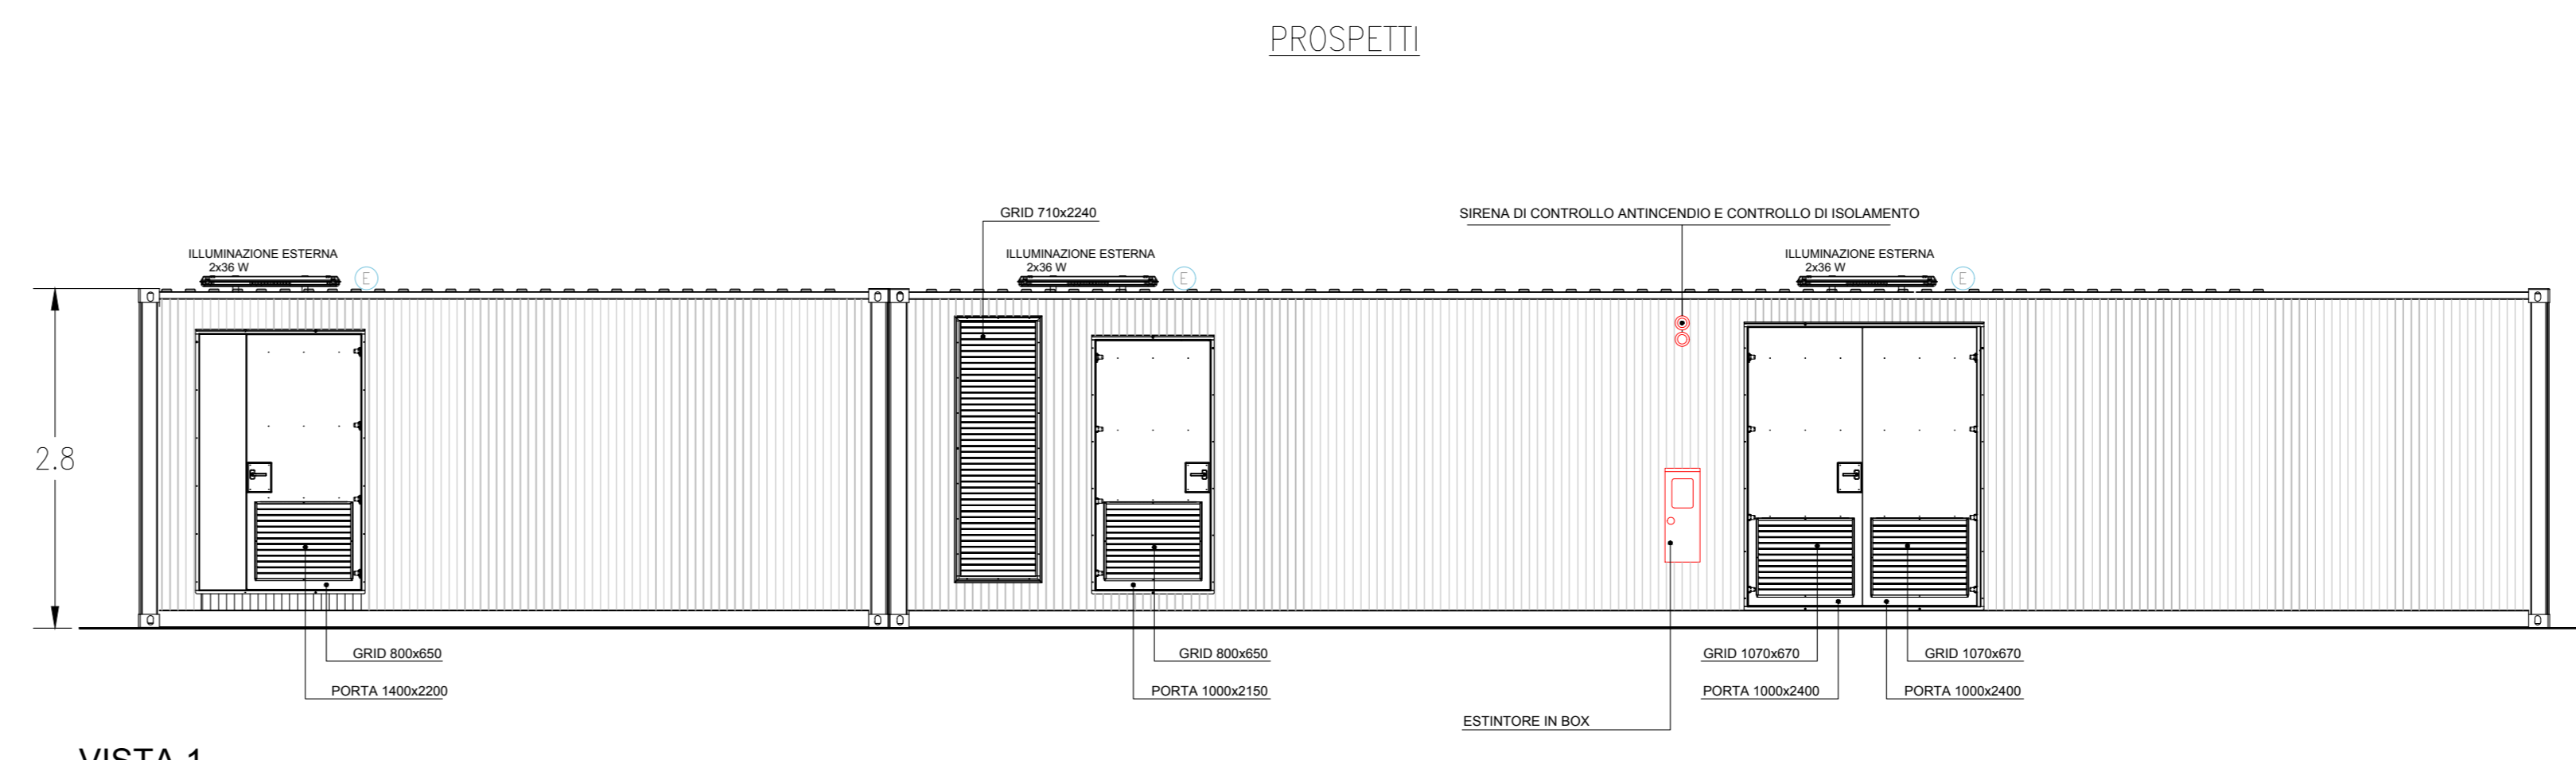 PROSPETTI
GRID 710x2240
SIRENA DI CONTROLLO ANTINCENDIO E CONTROLLO DI ISOLAMENTO
ILLUMINAZIONE ESTERNA
2x36 W
E
ILLUMINAZIONE ESTERNA
2x36 W
E
ILLUMINAZIONE ESTERNA
2x36 W
E
2.8
GRID 800x650
GRID 800x650
GRID 1070x670
GRID 1070x670
PORTA 1400x2200
PORTA 1000x2150
PORTA 1000x2400
PORTA 1000x2400
ESTINTORE IN BOX
VISTA 1